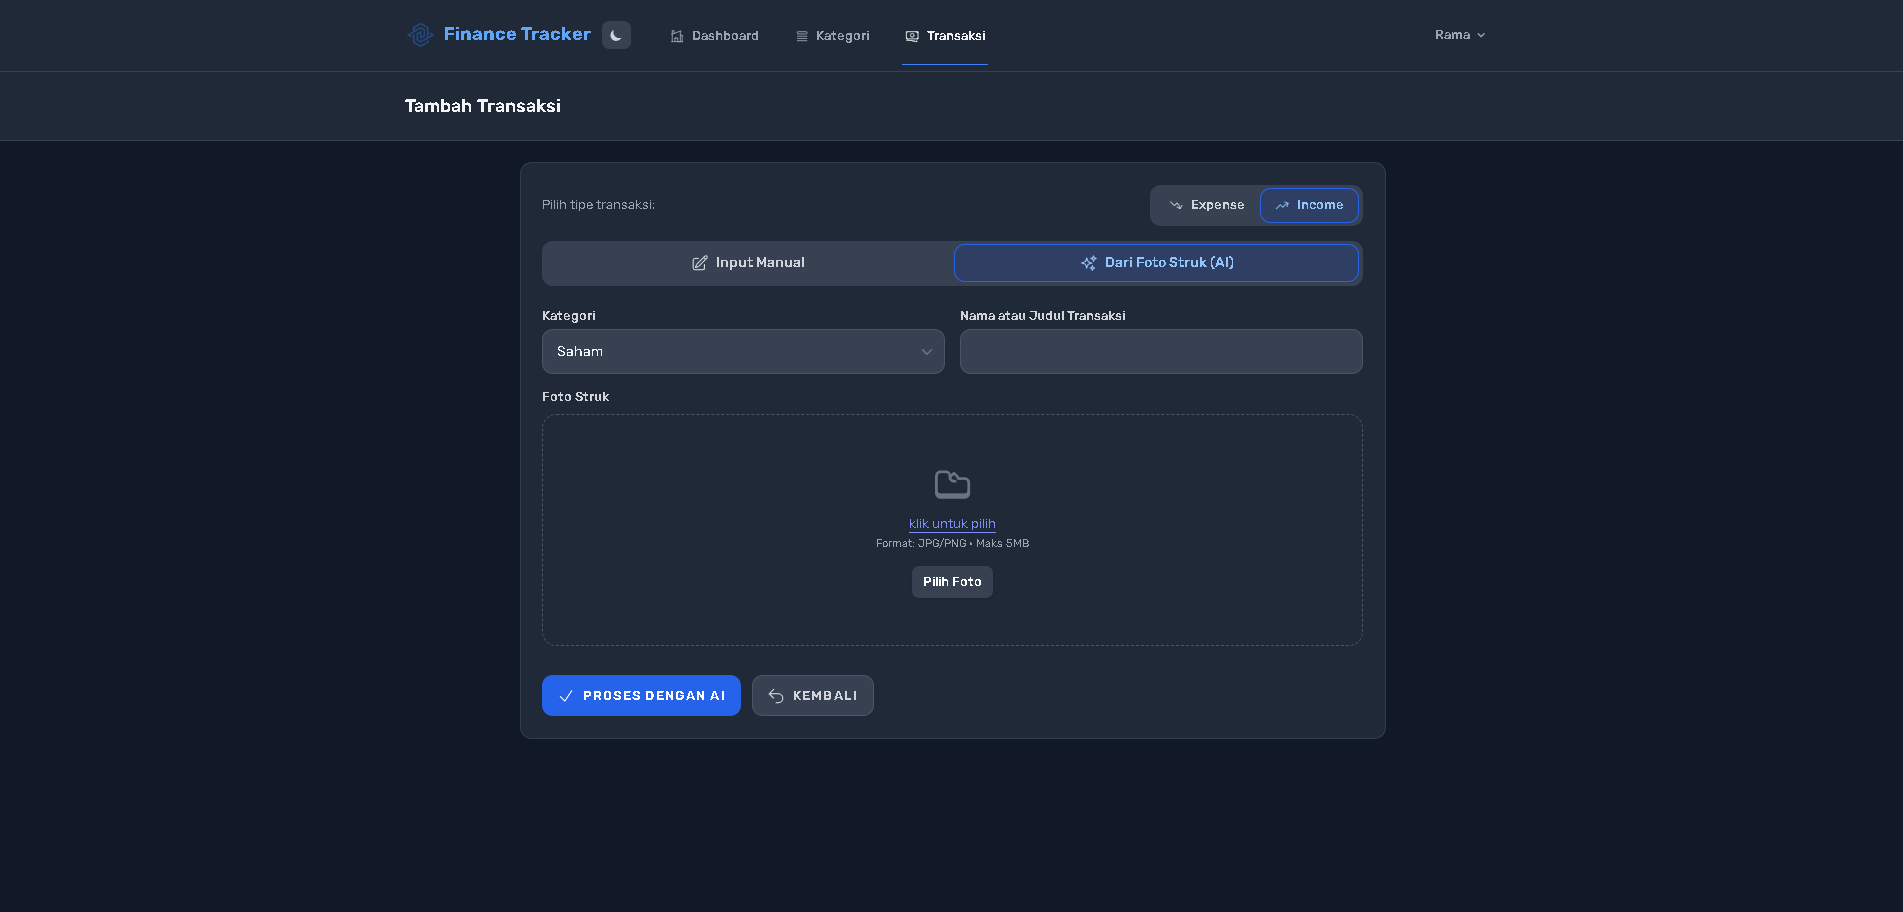 Finance Tracker
Dashboard
Kategori
Transaksi
Rama
Tambah Transaksi
Pilih tipe transaksi:
Expense
Income
Input Manual
Dari Foto Struk (AI)
Kategori
Nama atau Judul Transaksi
Saham
Foto Struk
klik untuk pilih
Format: JPG/PNG • Maks 5MB
Pilih Foto
PROSES DENGAN AI
KEMBALI